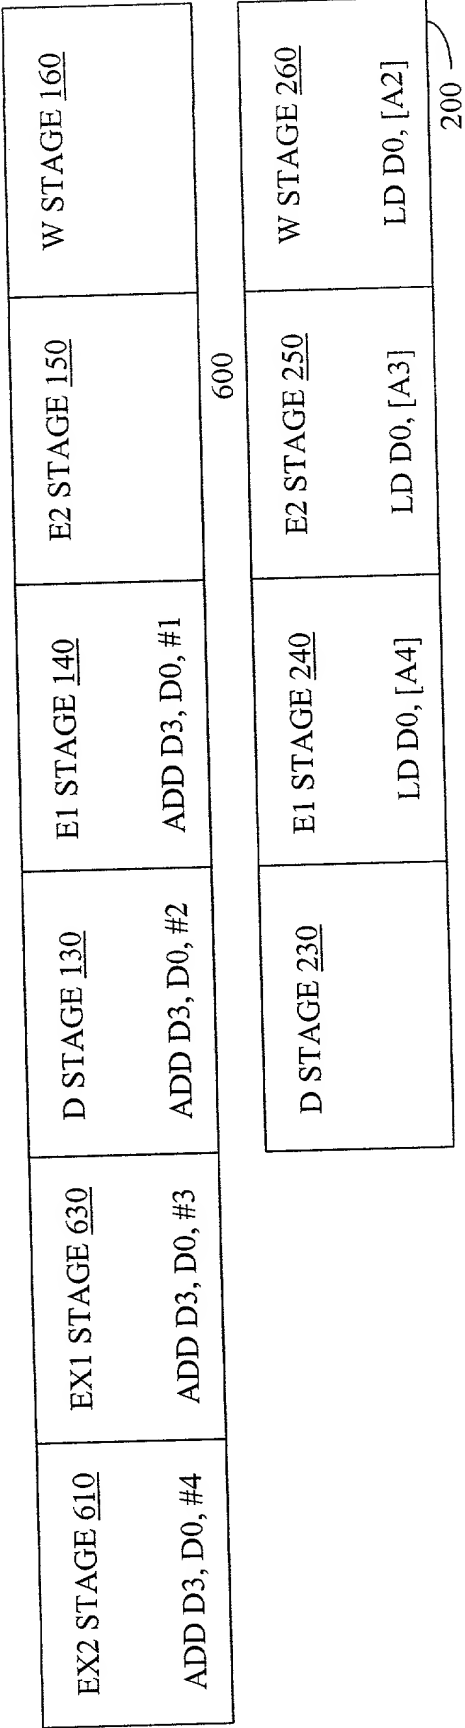 EX2 STAGE 610
ADD D3, D0, #4
EX1 STAGE 630
ADD D3, D0, #3
D STAGE 130
ADD D3, D0, #2
E1 STAGE 140
ADD D3, D0, #1
E2 STAGE 150
W STAGE 160
600
D STAGE 230
E1 STAGE 240
LD D0, [A4]
E2 STAGE 250
LD D0, [A3]
W STAGE 260
LD D0, [A2]
200